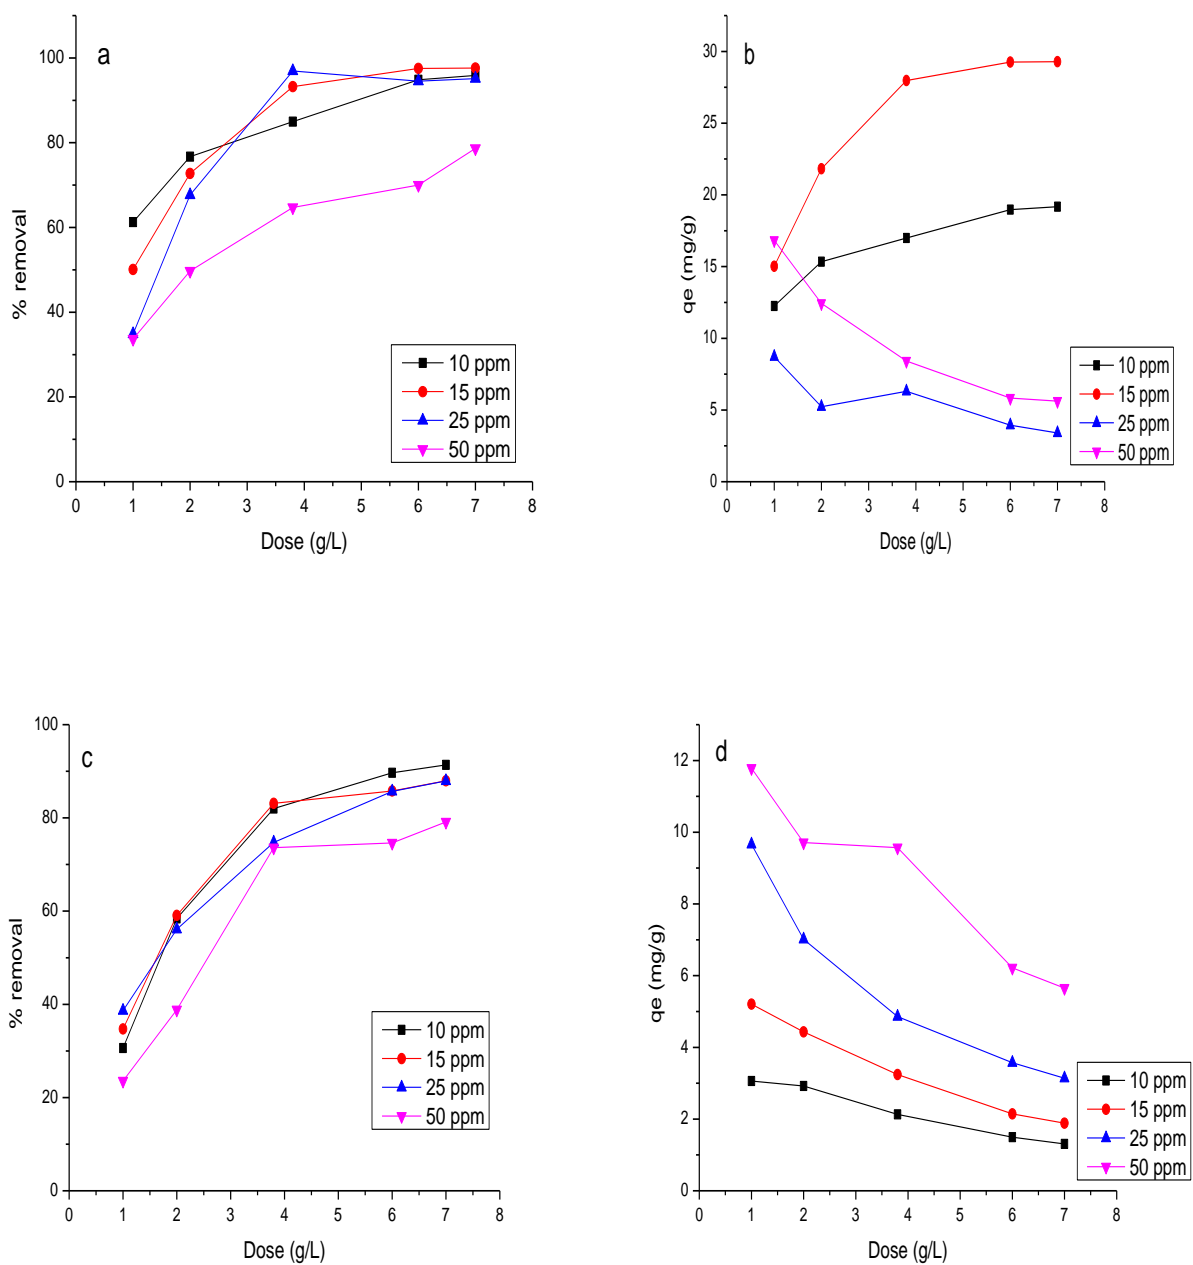 a
100
80
60
40
20
0
% removal
0 1 2 3 4 5 6 7 8
Dose (g/L)
10 ppm
15 ppm
25 ppm
50 ppm
b
30
25
20
15
10
5
0
qe (mg/g)
0 1 2 3 4 5 6 7 8
Dose (g/L)
10 ppm
15 ppm
25 ppm
50 ppm
c
100
80
60
40
20
0
% removal
0 1 2 3 4 5 6 7 8
Dose (g/L)
10 ppm
15 ppm
25 ppm
50 ppm
d
12
10
8
6
4
2
0
qe (mg/g)
0 1 2 3 4 5 6 7 8
Dose (g/L)
10 ppm
15 ppm
25 ppm
50 ppm